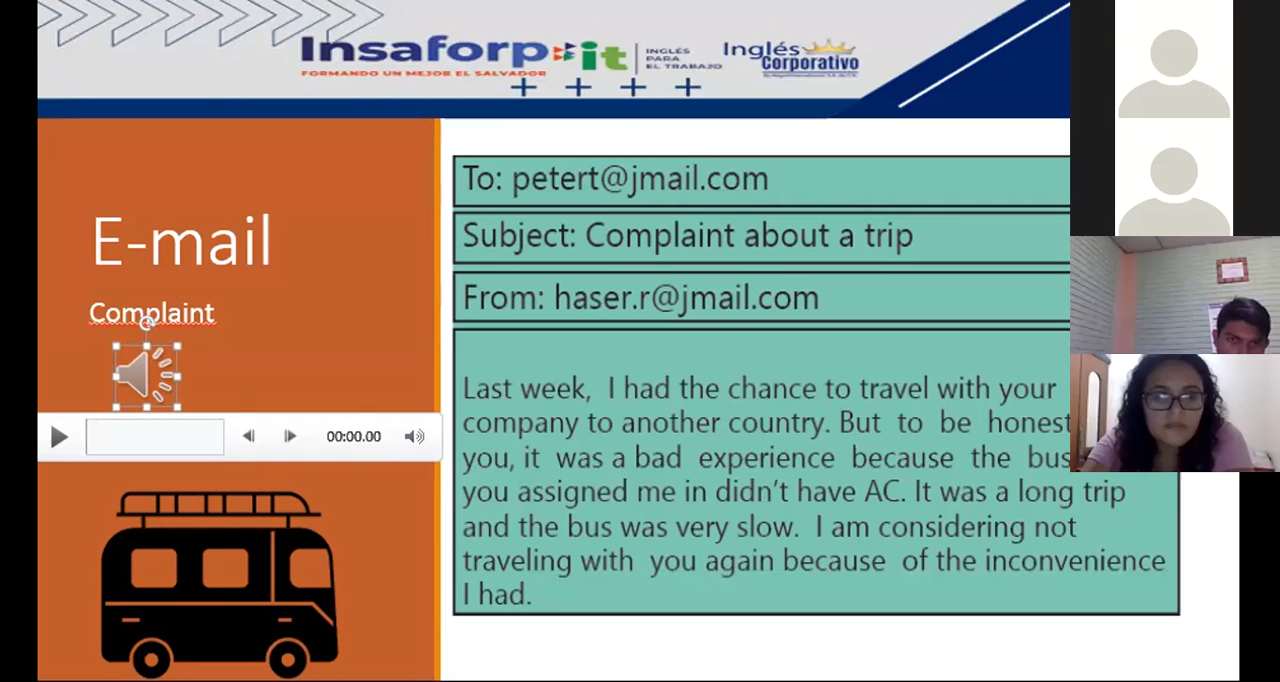 Insaforp it INGLÉS PARA EL TRABAJO Inglés Corporativo
FORMANDO UN MEJOR EL SALVADOR
E-mail
Complaint
00:00.00
To: petert@jmail.com
Subject: Complaint about a trip
From: haser.r@jmail.com
Last week, I had the chance to travel with your
company to another country. But to be honest
you, it was a bad experience because the bus
you assigned me in didn't have AC. It was a long trip
and the bus was very slow. I am considering not
traveling with you again because of the inconvenience
I had.